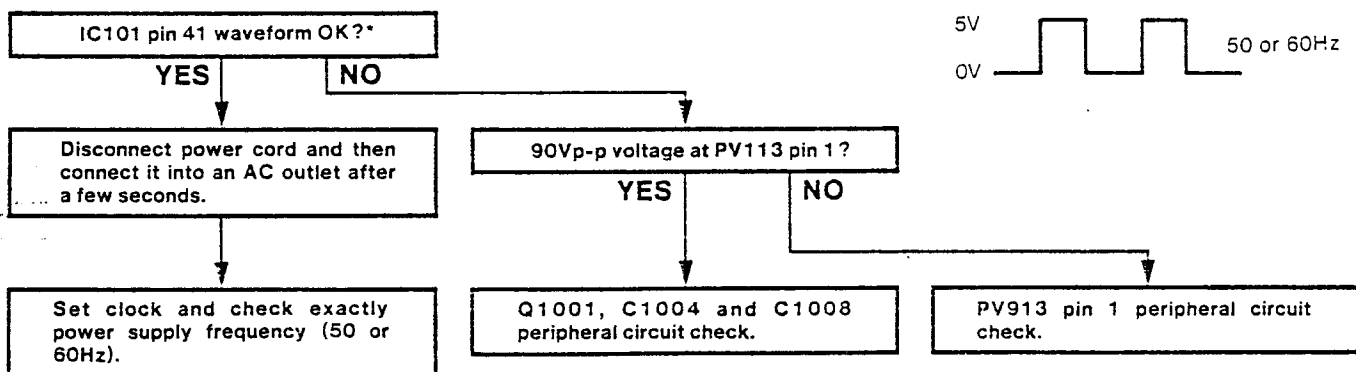 IC101 pin 41 waveform OK?*
5V
0V
50 or 60Hz
YES
NO
Disconnect power cord and then
connect it into an AC outlet after
a few seconds.
90Vp-p voltage at PV113 pin 1?
YES
NO
Set clock and check exactly
power supply frequency (50 or
60Hz).
Q1001, C1004 and C1008
peripheral circuit check.
PV913 pin 1 peripheral circuit
check.